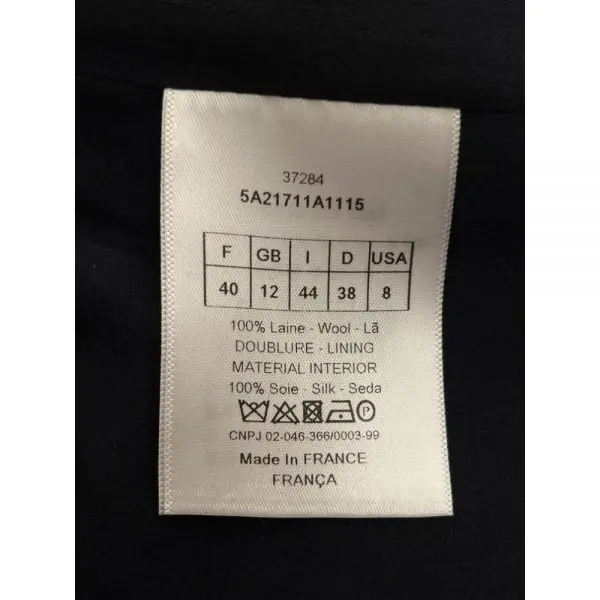 37284
5A21711A1115
F GB I D USA
40 12 44 38 8
100% Laine - Wool - Lã
DOUBLURE - LINING
MATERIAL INTERIOR
100% Soie - Silk - Seda
P
CNPJ 02-046-366/0003-99
Made In FRANCE
FRANÇA